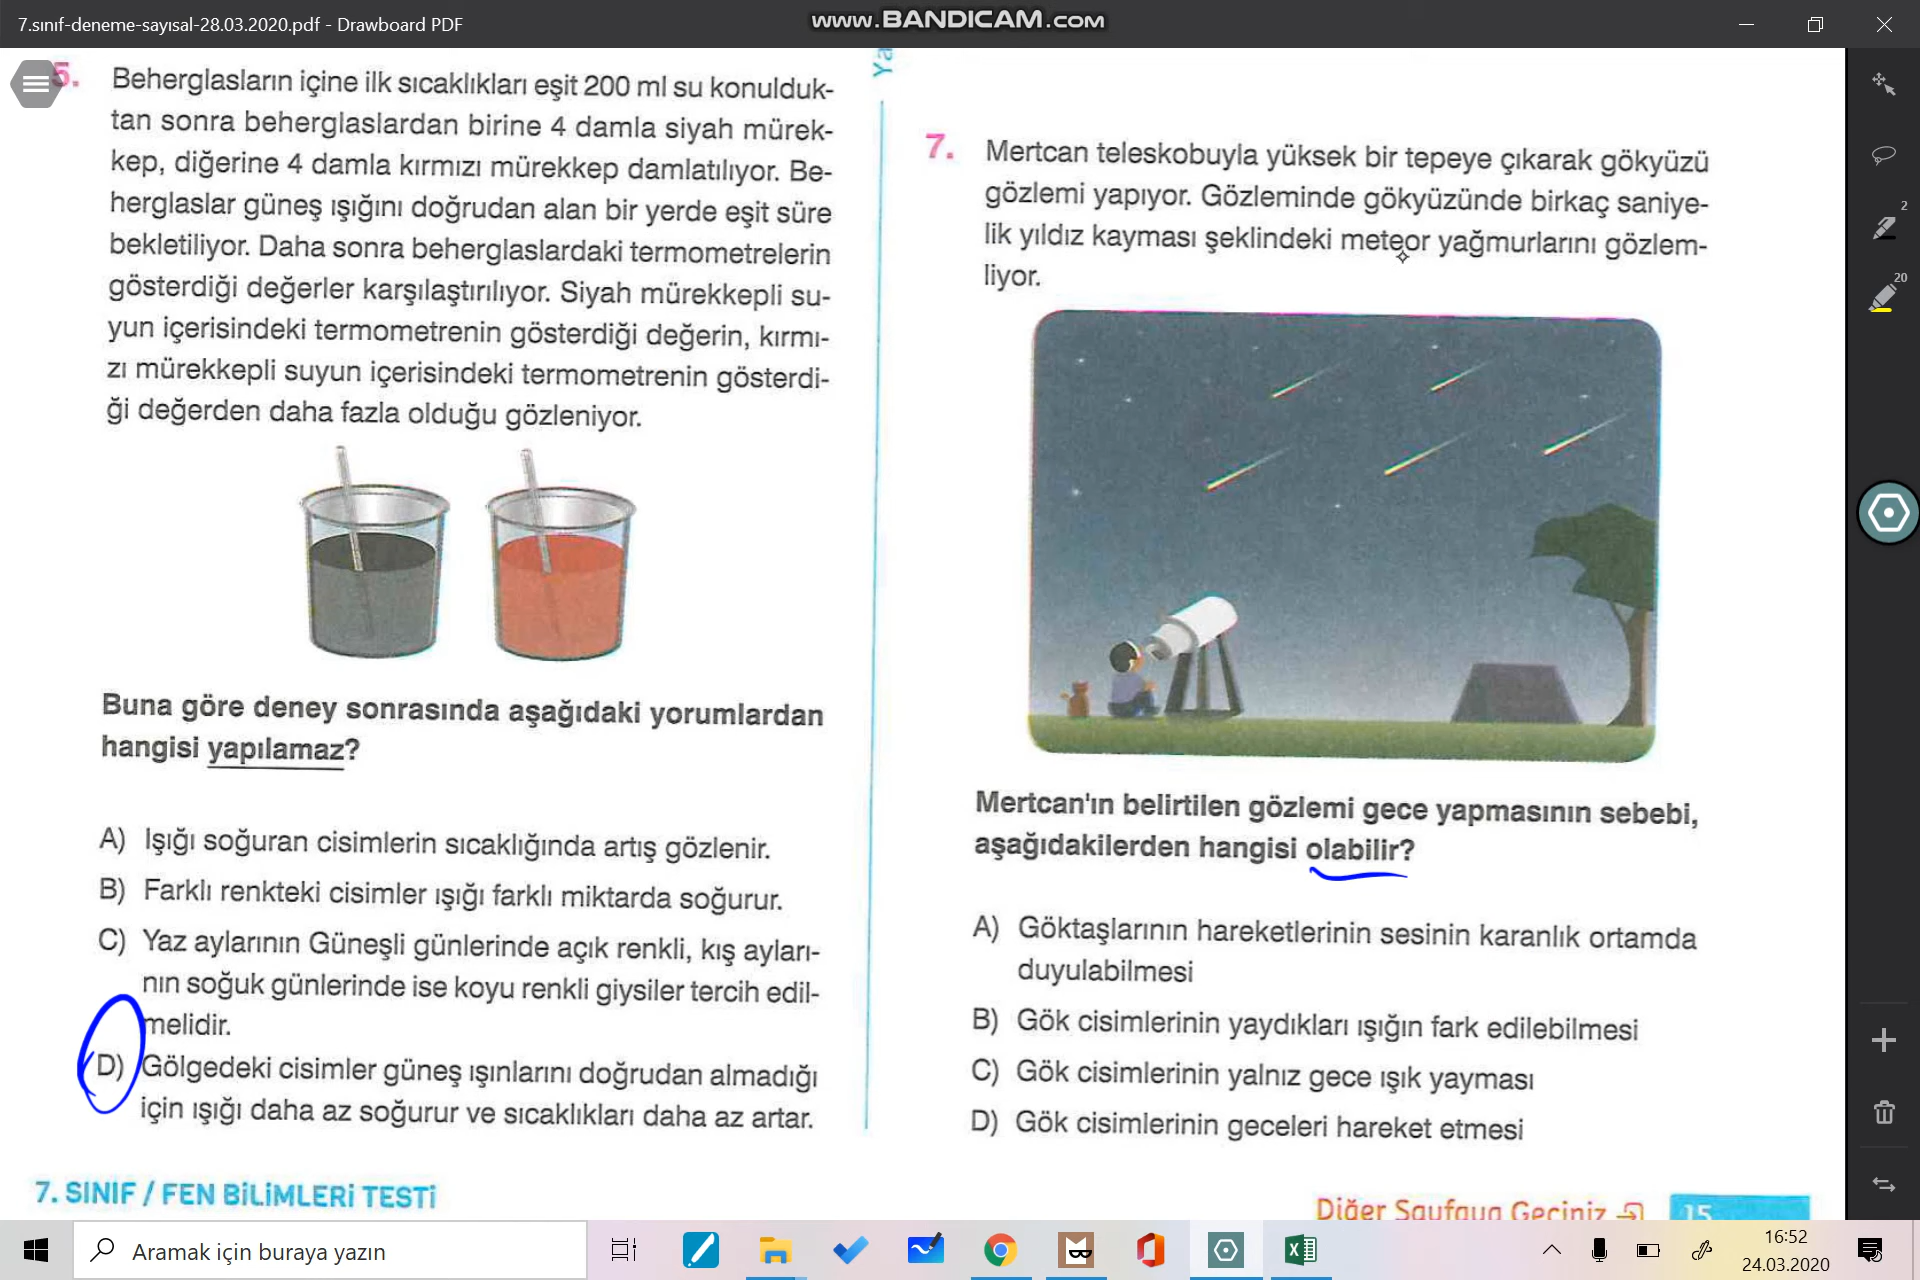 7.sınıf-deneme-sayısal-28.03.2020.pdf - Drawboard PDF
www.BANDICAM.com
5. Beherglasların içine ilk sıcaklıkları eşit 200 ml su konulduk-
tan sonra beherglaslardan birine 4 damla siyah mürek-
kep, diğerine 4 damla kırmızı mürekkep damlatılıyor. Be-
herglaslar güneş ışığını doğrudan alan bir yerde eşit süre
bekletiliyor. Daha sonra beherglaslardaki termometrelerin
gösterdiği değerler karşılaştırılıyor. Siyah mürekkepli su-
yun içerisindeki termometrenin gösterdiği değerin, kırmı-
zı mürekkepli suyun içerisindeki termometrenin gösterdi-
ği değerden daha fazla olduğu gözleniyor.
Buna göre deney sonrasında aşağıdaki yorumlardan
hangisi yapılamaz?
A) Işığı soğuran cisimlerin sıcaklığında artış gözlenir.
B) Farklı renkteki cisimler ışığı farklı miktarda soğurur.
C) Yaz aylarının Güneşli günlerinde açık renkli, kış ayları-
nın soğuk günlerinde ise koyu renkli giysiler tercih edil-
melidir.
D) Gölgedeki cisimler güneş ışınlarını doğrudan almadığı
için ışığı daha az soğurur ve sıcaklıkları daha az artar.
7. SINIF / FEN BİLİMLERİ TESTİ
Ya
7. Mertcan teleskobuyla yüksek bir tepeye çıkarak gökyüzü
gözlemi yapıyor. Gözleminde gökyüzünde birkaç saniye-
lik yıldız kayması şeklindeki meteor yağmurlarını gözlem-
liyor.
Mertcan'ın belirtilen gözlemi gece yapmasının sebebi,
aşağıdakilerden hangisi olabilir?
A) Göktaşlarının hareketlerinin sesinin karanlık ortamda
duyulabilmesi
B) Gök cisimlerinin yaydıkları ışığın fark edilebilmesi
C) Gök cisimlerinin yalnız gece ışık yayması
D) Gök cisimlerinin geceleri hareket etmesi
Diğer Sayfaya Geçiniz
15
2
20
Aramak için buraya yazın
16:52
24.03.2020